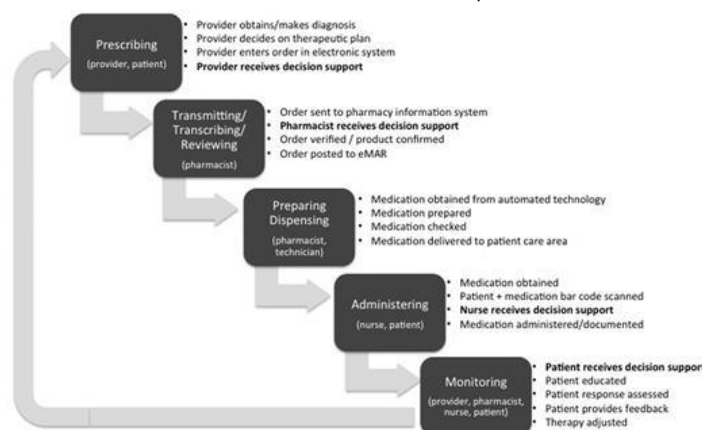 Prescribing
(provider, patient)
• Provider obtains/makes diagnosis
• Provider decides on therapeutic plan
• Provider enters order in electronic system
• Provider receives decision support
Transmitting/
Transcribing/
Reviewing
(pharmacist)
• Order sent to pharmacy information system
• Pharmacist receives decision support
• Order verified / product confirmed
• Order posted to eMAR
Preparing
Dispensing
(pharmacist,
technician)
• Medication obtained from automated technology
• Medication prepared
• Medication checked
• Medication delivered to patient care area
Administering
(nurse, patient)
• Medication obtained
• Patient + medication bar code scanned
• Nurse receives decision support
• Medication administered/documented
Monitoring
(provider, pharmacist,
nurse, patient)
• Patient receives decision support
• Patient educated
• Patient response assessed
• Patient provides feedback
• Therapy adjusted